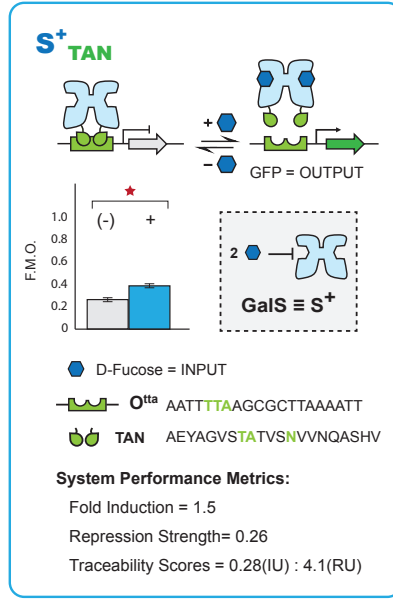 S+ TAN
+
−
GFP = OUTPUT
F.M.O.
1.0
0.8
0.6
0.4
0.2
0
(-) +
2
GalS ≡ S+
D-Fucose = INPUT
Otta AATTTTAAGCGCTTAAAATT
TAN AEYAGVSTATVSNVVNQASHV
System Performance Metrics:
Fold Induction = 1.5
Repression Strength= 0.26
Traceability Scores = 0.28(IU) : 4.1(RU)